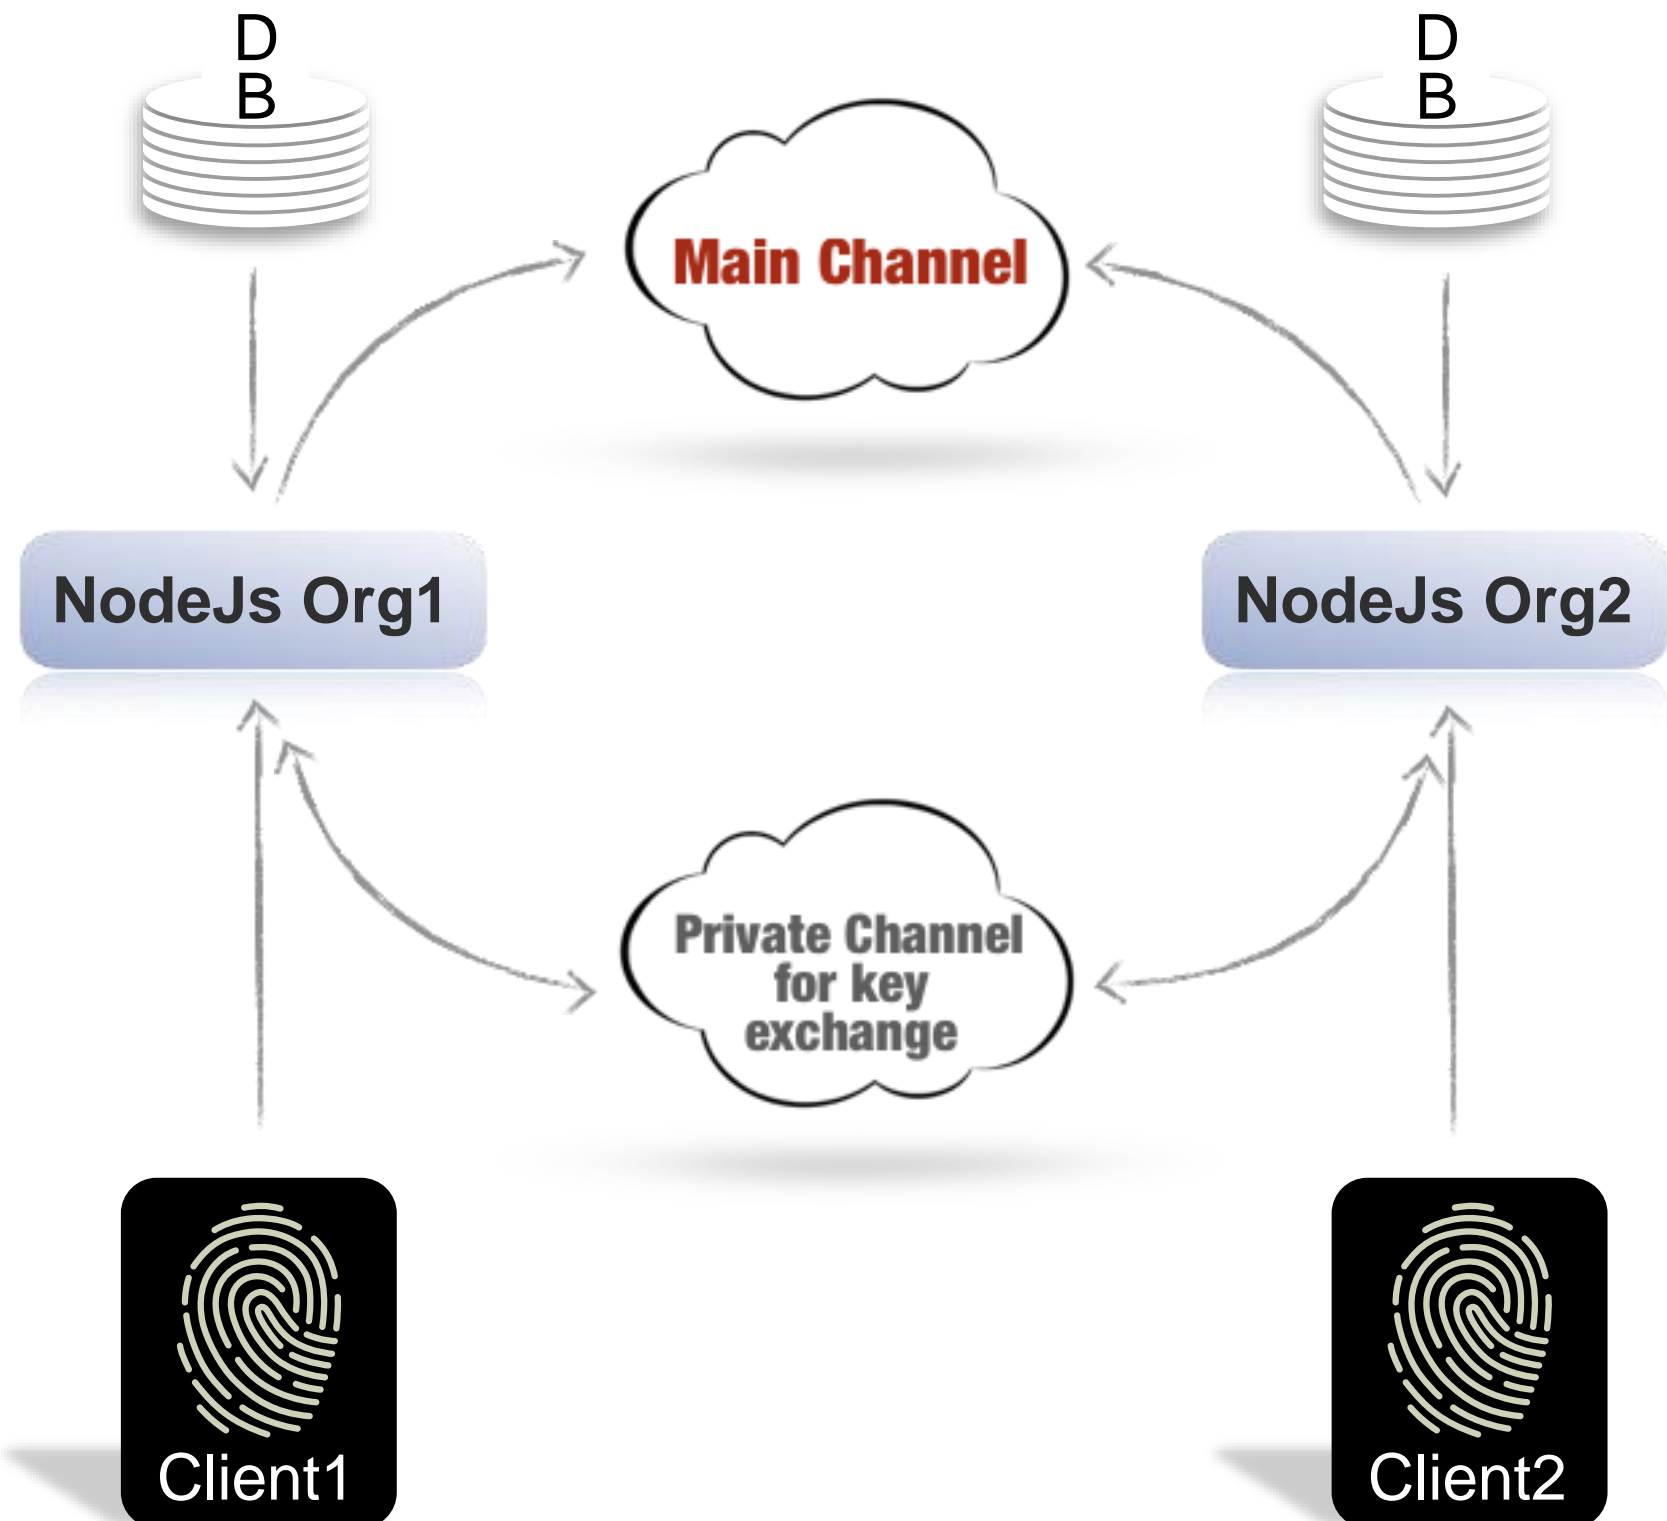 D
B
D
B
Main Channel
NodeJs Org1
NodeJs Org2
Private Channel
for key
exchange
Client1
Client2